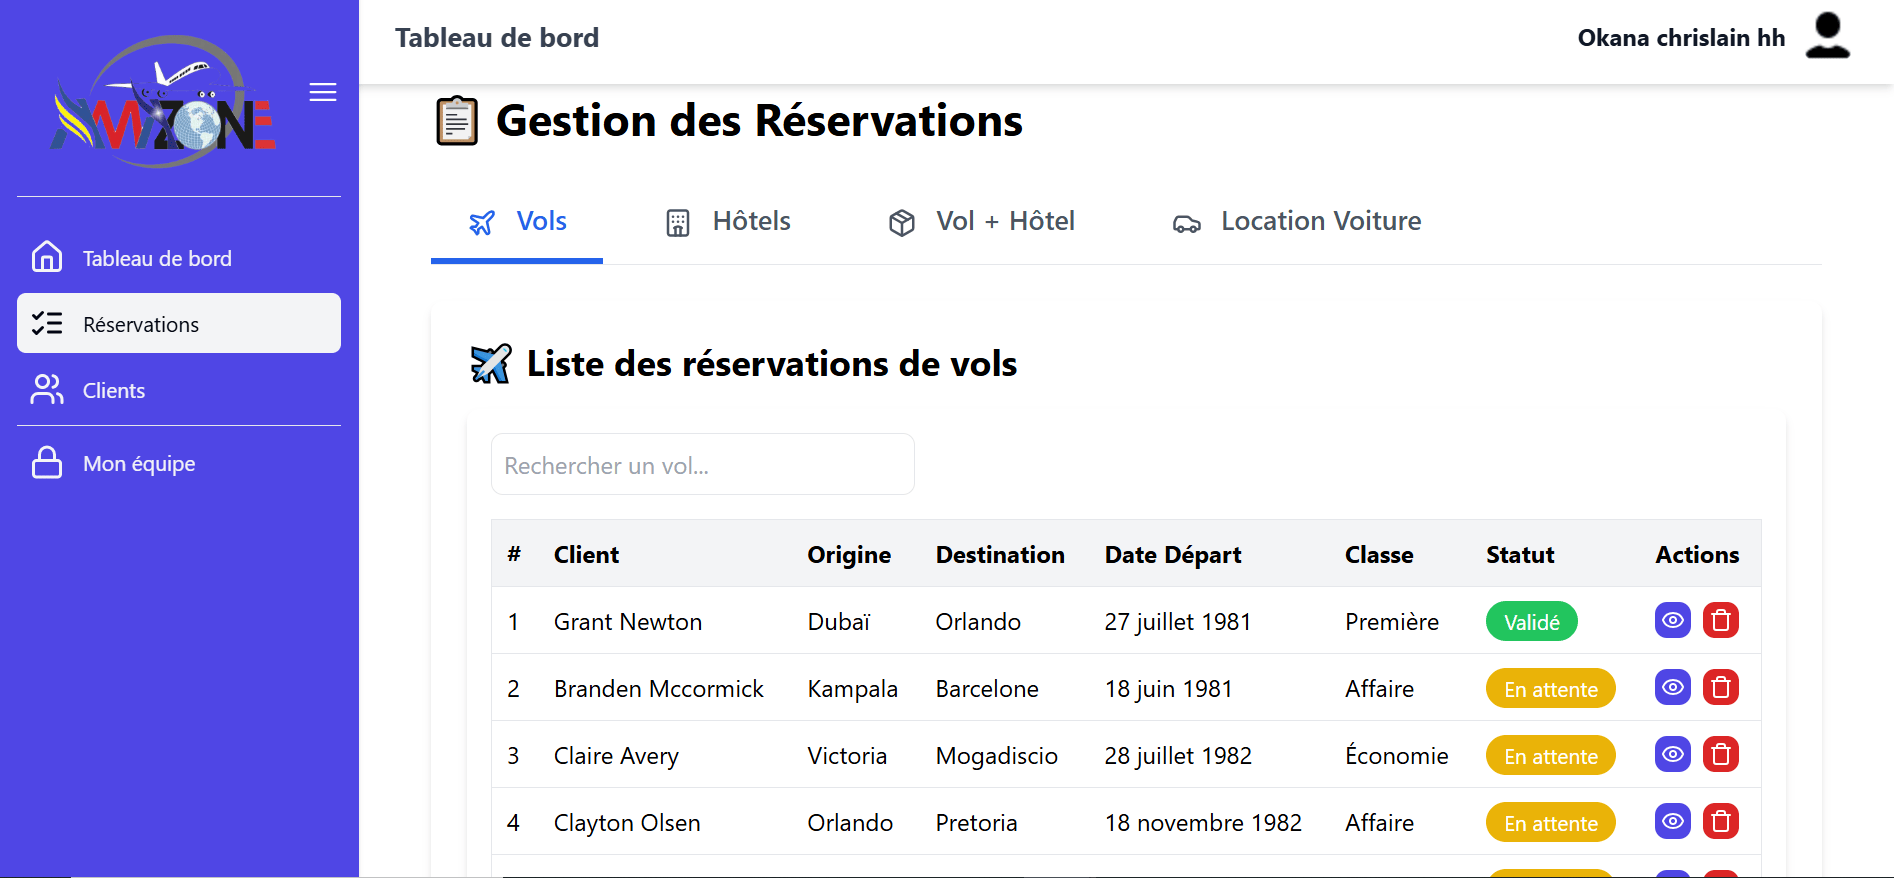 AMAZONE
Tableau de bord
Réservations
Clients
Mon équipe
Tableau de bord
Okana chrislain hh
Gestion des Réservations
Vols Hôtels Vol + Hôtel Location Voiture
Liste des réservations de vols
Rechercher un vol...
# Client Origine Destination Date Départ Classe Statut Actions
1 Grant Newton Dubaï Orlando 27 juillet 1981 Première Validé
2 Branden Mccormick Kampala Barcelone 18 juin 1981 Affaire En attente
3 Claire Avery Victoria Mogadiscio 28 juillet 1982 Économie En attente
4 Clayton Olsen Orlando Pretoria 18 novembre 1982 Affaire En attente